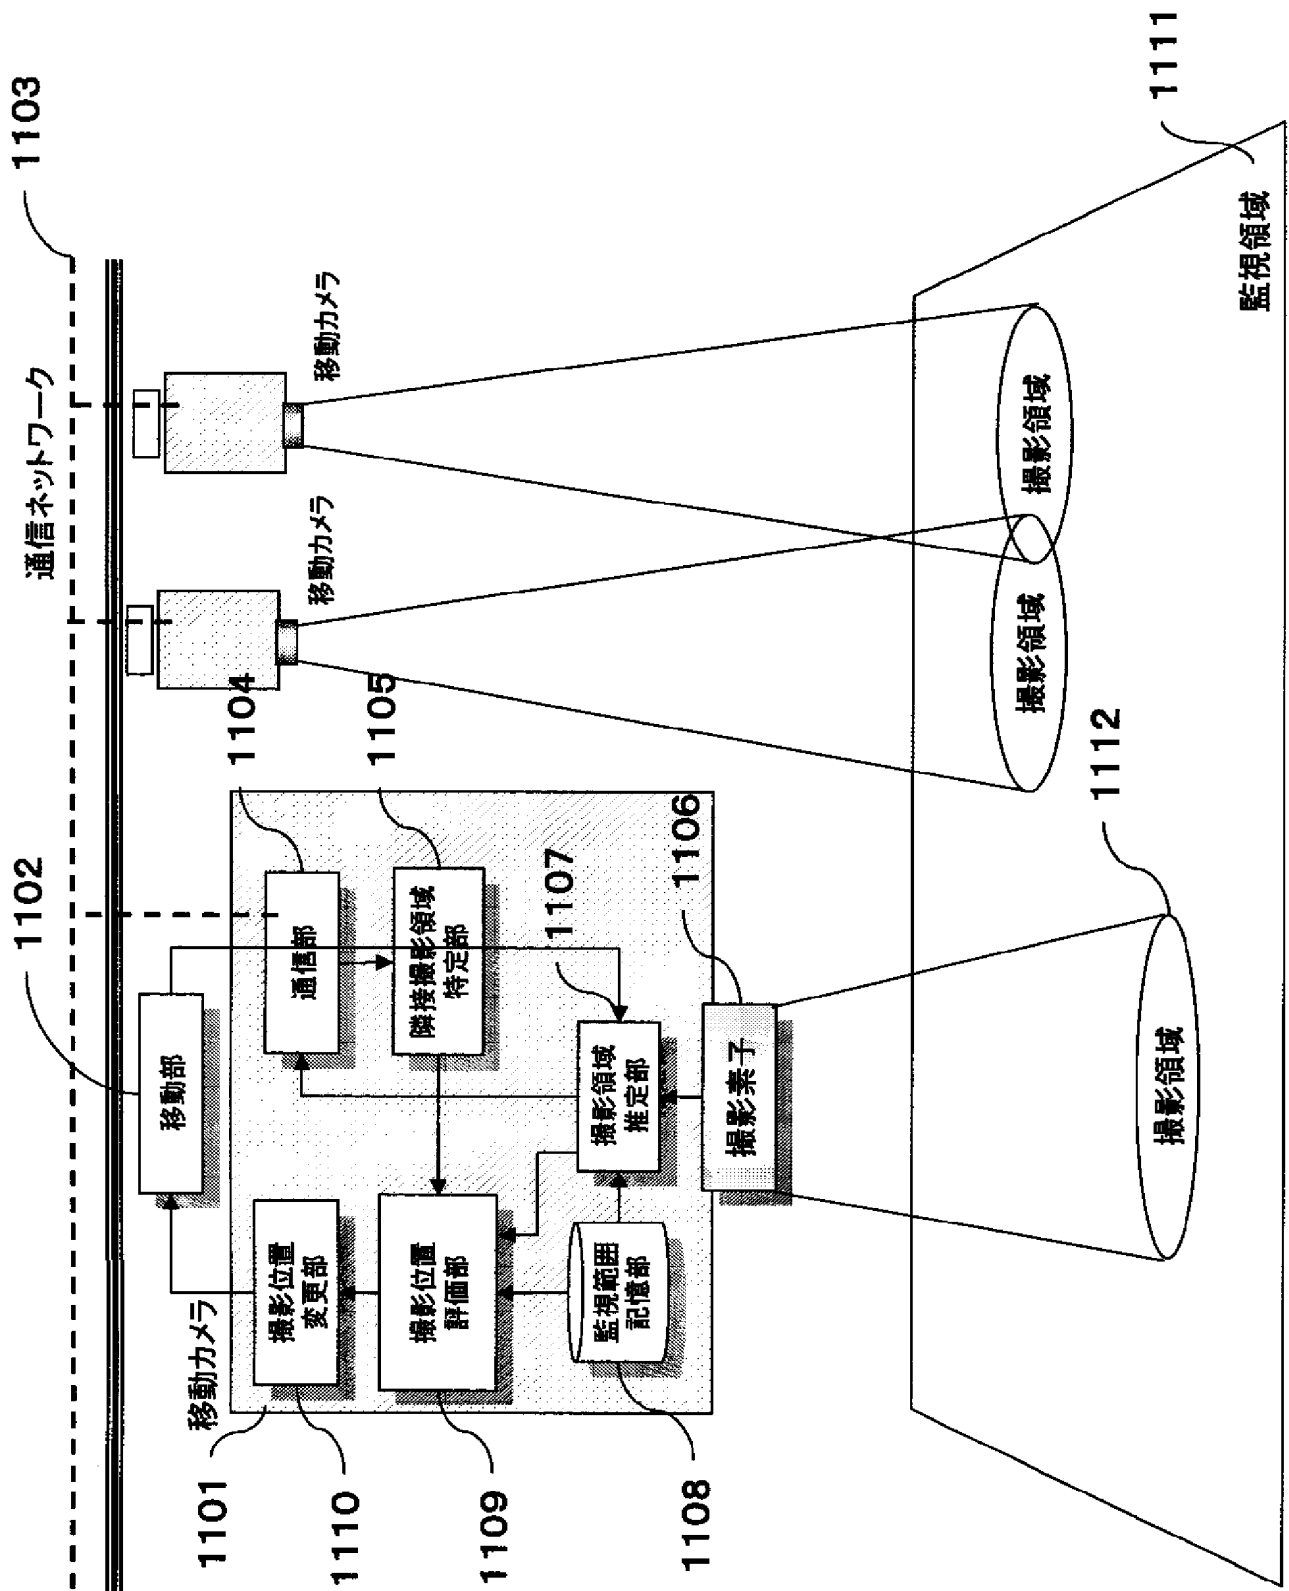 1103
通信ネットワーク
1102
移動部
移動カメラ
移動カメラ
移動カメラ
1101
1104
通信部
撮影位置
変更部
1110
1105
隣接撮影領域
特定部
撮影位置
評価部
1109
1107
撮影領域
推定部
監視範囲
記憶部
1108
1106
撮影素子
撮影領域
撮影領域
1112
撮影領域
1111
監視領域